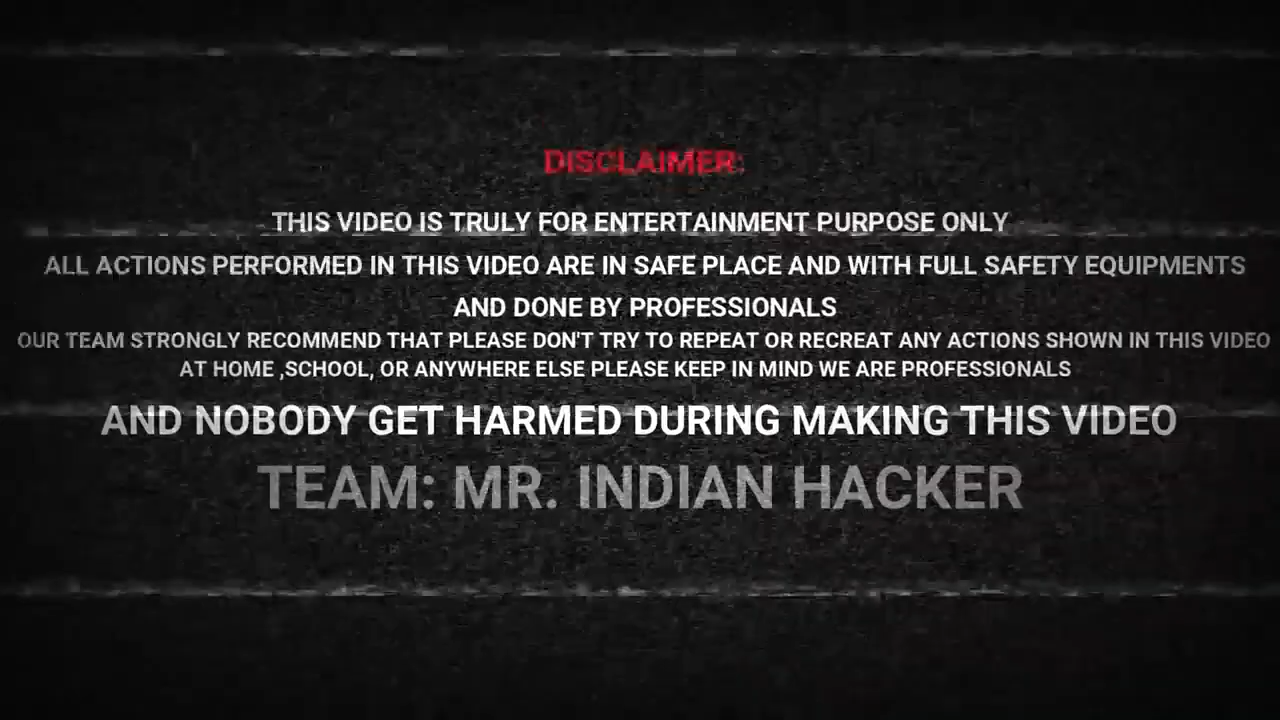 DISCLAIMER:
THIS VIDEO IS TRULY FOR ENTERTAINMENT PURPOSE ONLY
ALL ACTIONS PERFORMED IN THIS VIDEO ARE IN SAFE PLACE AND WITH FULL SAFETY EQUIPMENTS
AND DONE BY PROFESSIONALS
OUR TEAM STRONGLY RECOMMEND THAT PLEASE DON'T TRY TO REPEAT OR RECREAT ANY ACTIONS SHOWN IN THIS VIDEO
AT HOME ,SCHOOL, OR ANYWHERE ELSE PLEASE KEEP IN MIND WE ARE PROFESSIONALS
AND NOBODY GET HARMED DURING MAKING THIS VIDEO
TEAM: MR. INDIAN HACKER